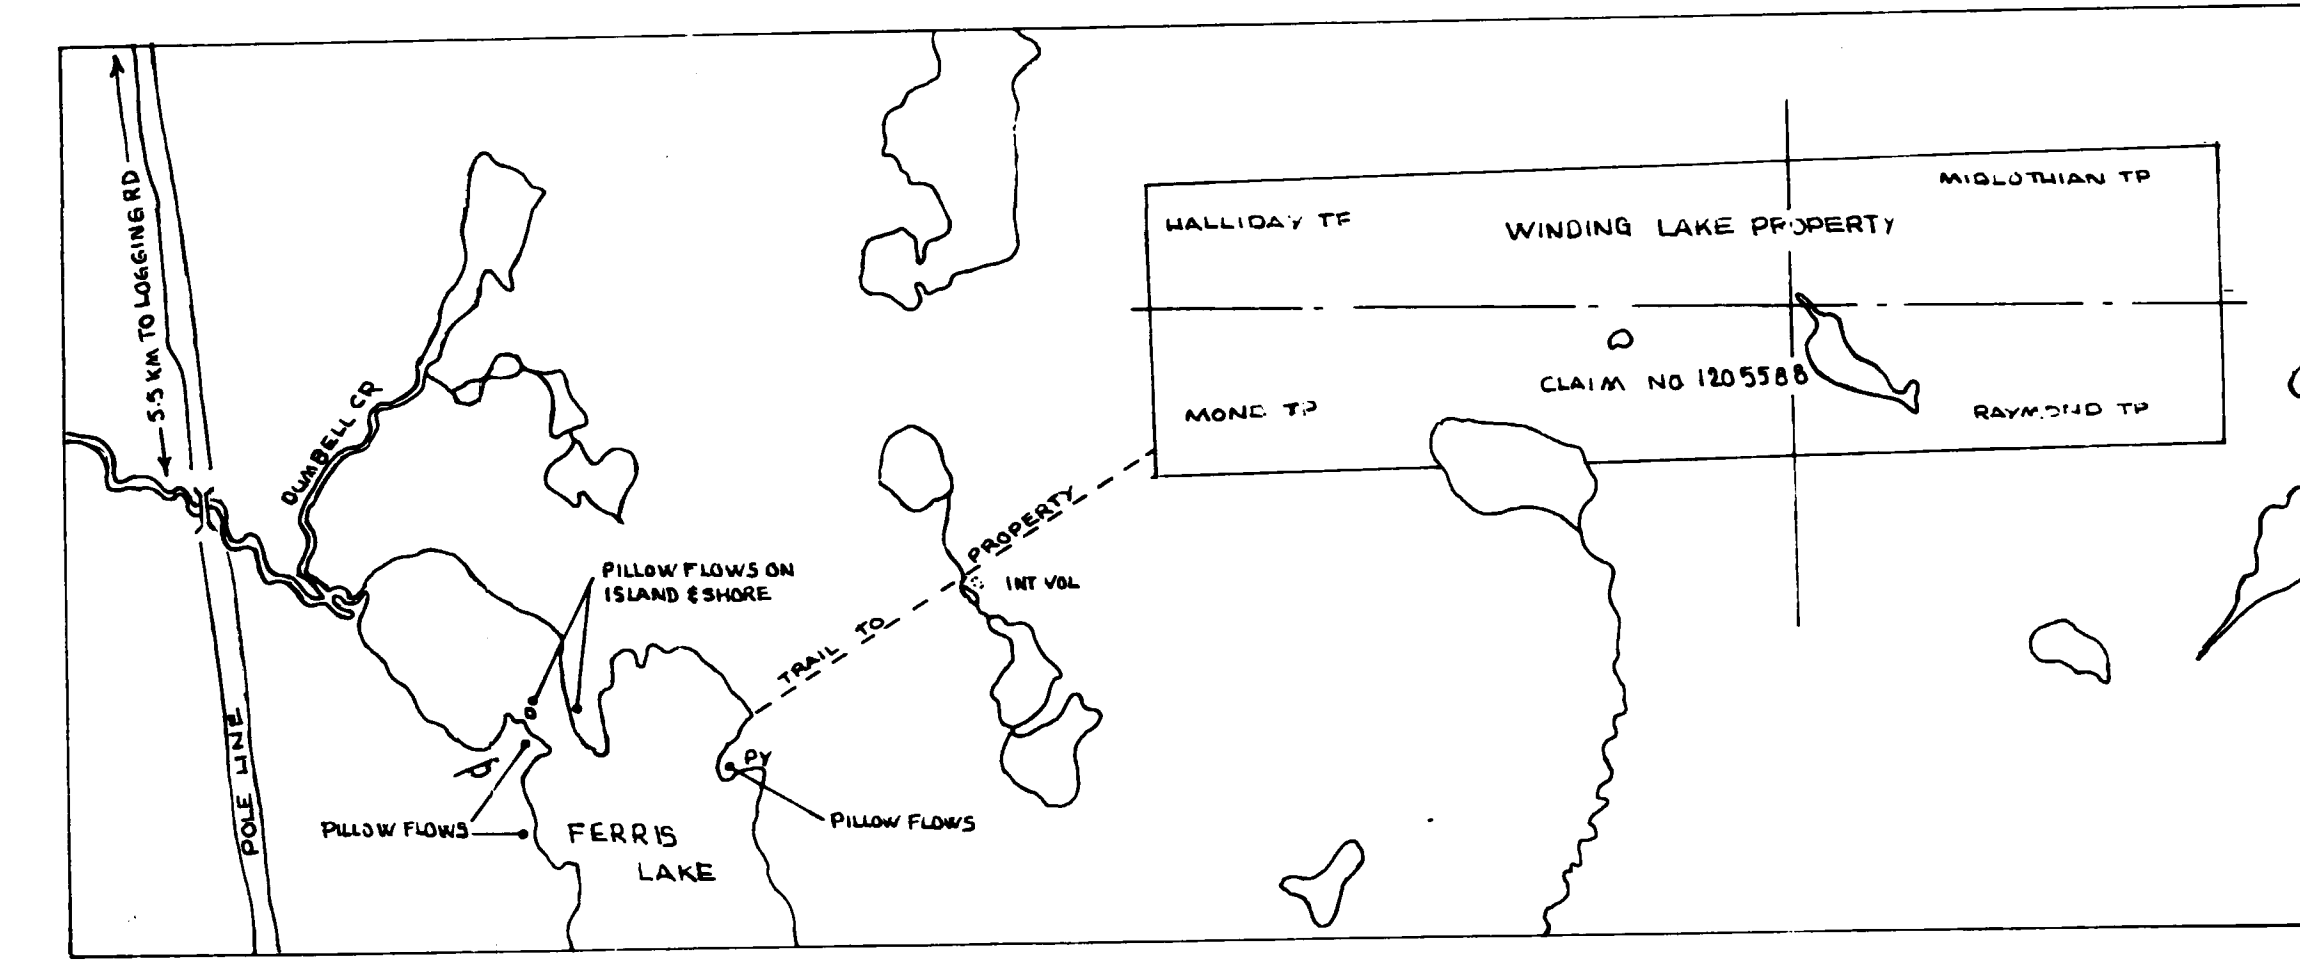 5.5 KM TO LOGGING RD
DUMBELL CR
POLE LINE
PILLOW FLOWS ON
ISLAND & SHORE
PILLOW FLOWS
FERRIS
LAKE
PY
PILLOW FLOWS
TRAIL TO PROPERTY
INT VOL
HALLIDAY TP
MIDLOTHIAN TP
WINDING LAKE PROPERTY
CLAIM NO 1205588
MOND TP
RAYMOND TP